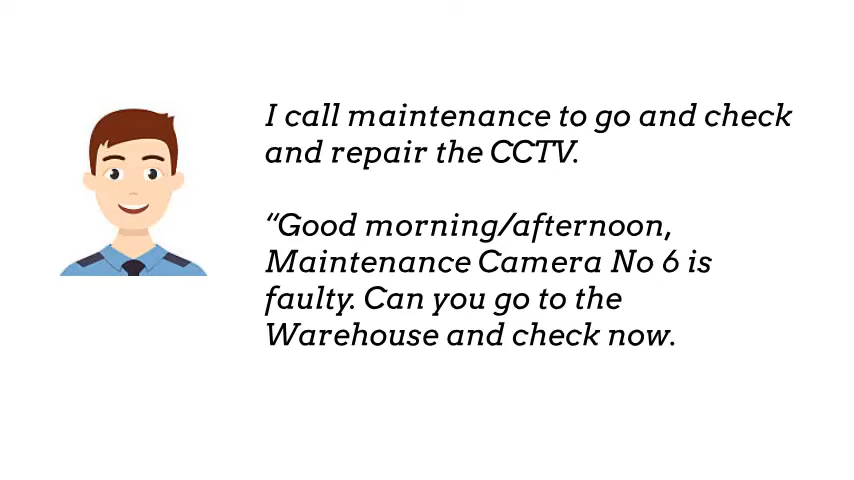 I call maintenance to go and check
and repair the CCTV.
“Good morning/afternoon,
Maintenance Camera No 6 is
faulty. Can you go to the
Warehouse and check now.